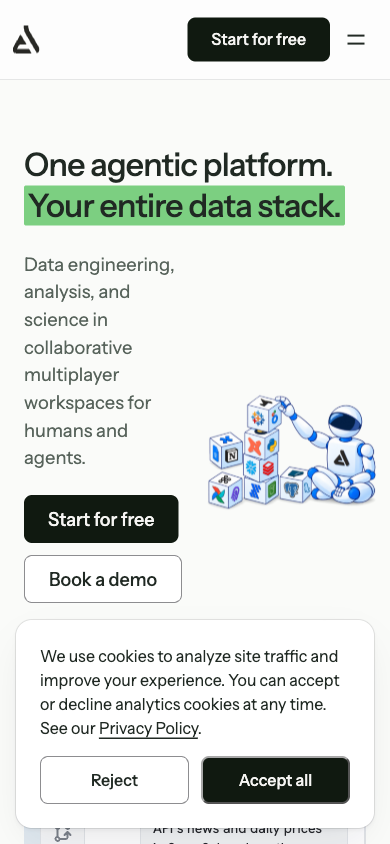 Start for free
One agentic platform.
Your entire data stack.
Data engineering,
analysis, and
science in
collaborative
multiplayer
workspaces for
humans and
agents.
Start for free
Book a demo
We use cookies to analyze site traffic and
improve your experience. You can accept
or decline analytics cookies at any time.
See our Privacy Policy.
Reject
Accept all
API's news and daily prices